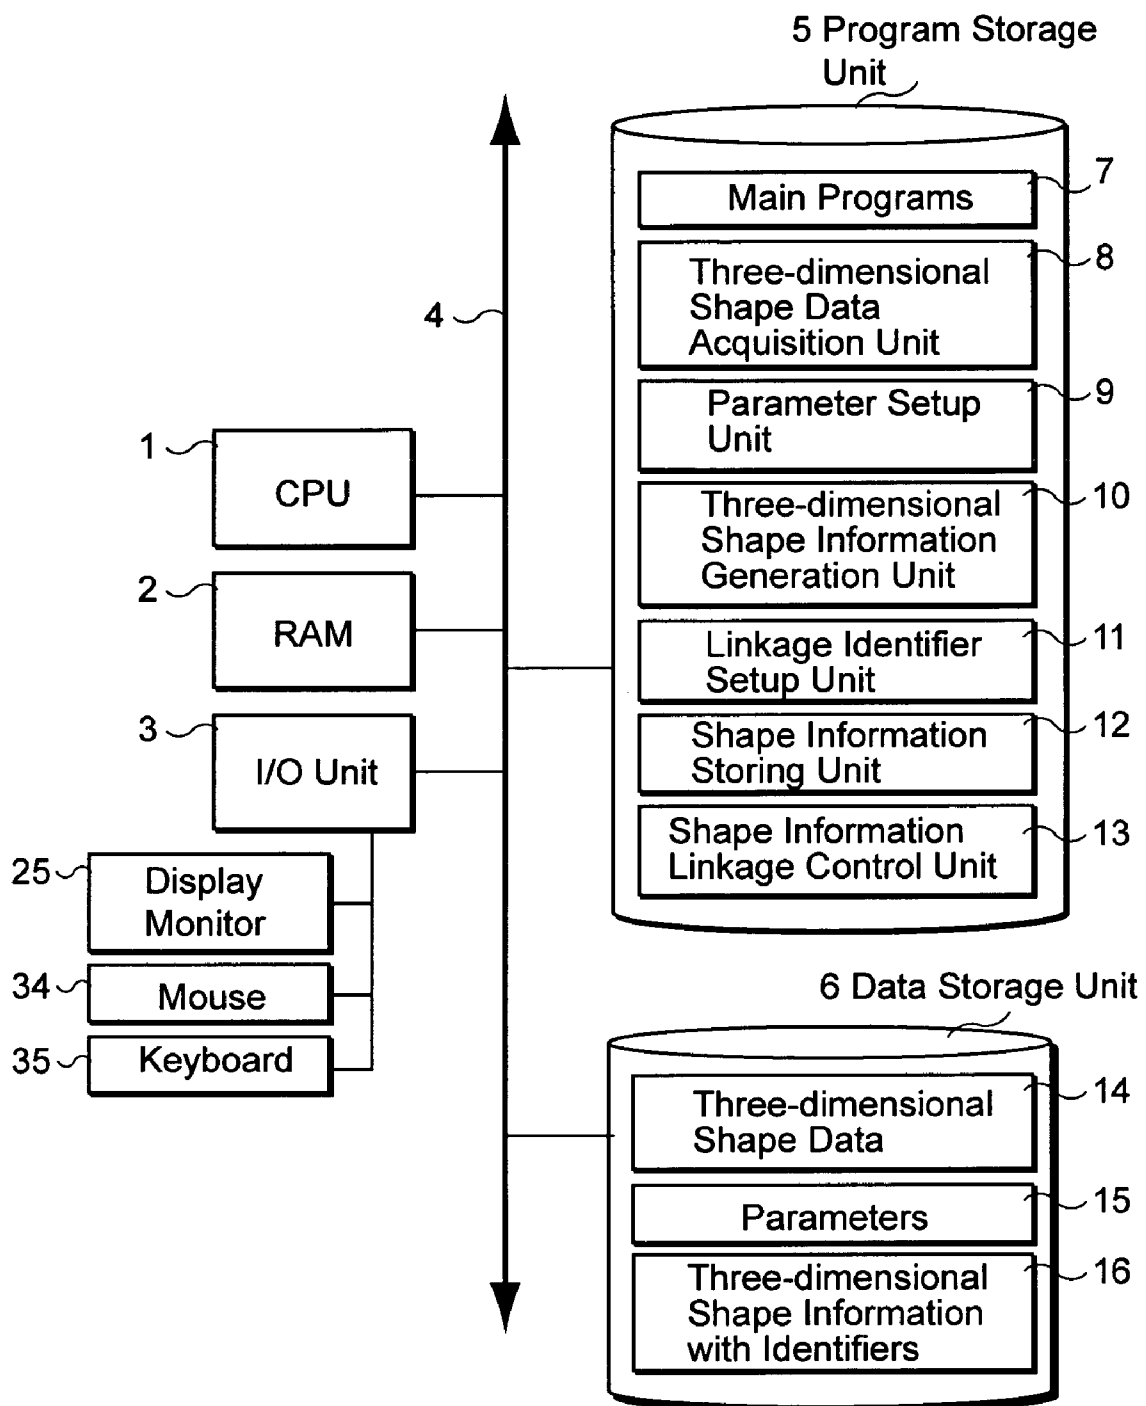 5 Program Storage
Unit
7
Main Programs
8
Three-dimensional
Shape Data
Acquisition Unit
4
9
Parameter Setup
Unit
1
CPU
10
Three-dimensional
Shape Information
Generation Unit
2
RAM
11
Linkage Identifier
Setup Unit
3
I/O Unit
12
Shape Information
Storing Unit
13
Shape Information
Linkage Control Unit
25
Display
Monitor
34
Mouse
35
Keyboard
6 Data Storage Unit
14
Three-dimensional
Shape Data
15
Parameters
16
Three-dimensional
Shape Information
with Identifiers